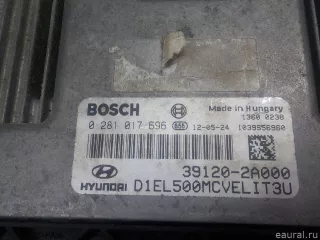 BOSCH
Made in Hungary
0 281 017 696
12-05-24
1360 0238
1039S56960
39120-2A000
HYUNDAI
D1EL500MCVELIT3U
© eaural.ru